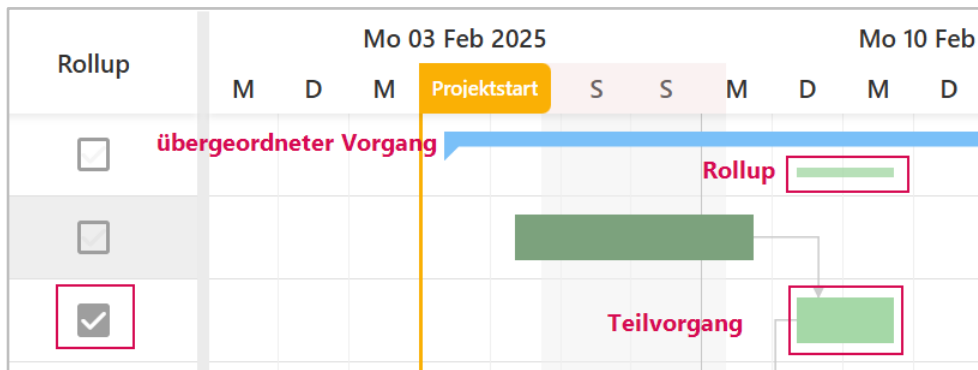 Rollup
Mo 03 Feb 2025
Mo 10 Feb
M D M Projektstart S S M D M D
übergeordneter Vorgang
Rollup
Teilvorgang